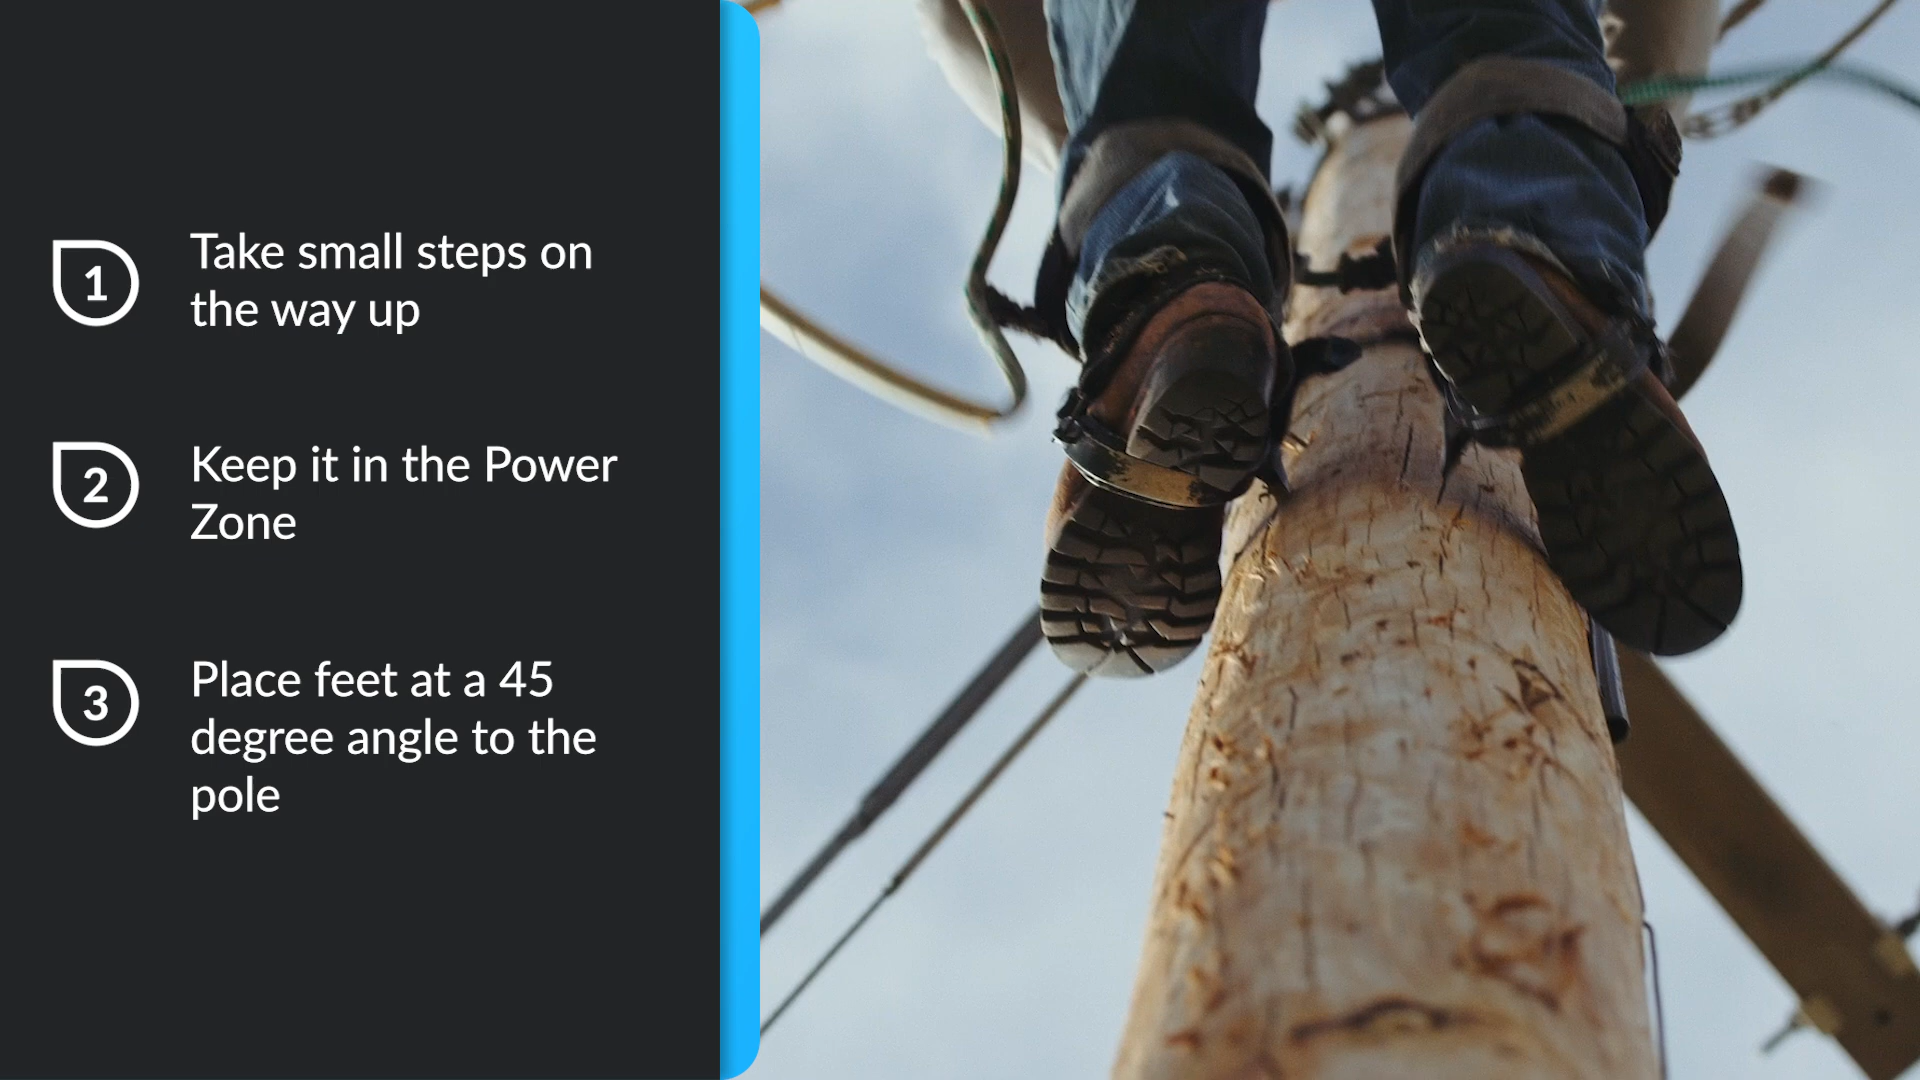 1
Take small steps on
the way up
2
Keep it in the Power
Zone
3
Place feet at a 45
degree angle to the
pole